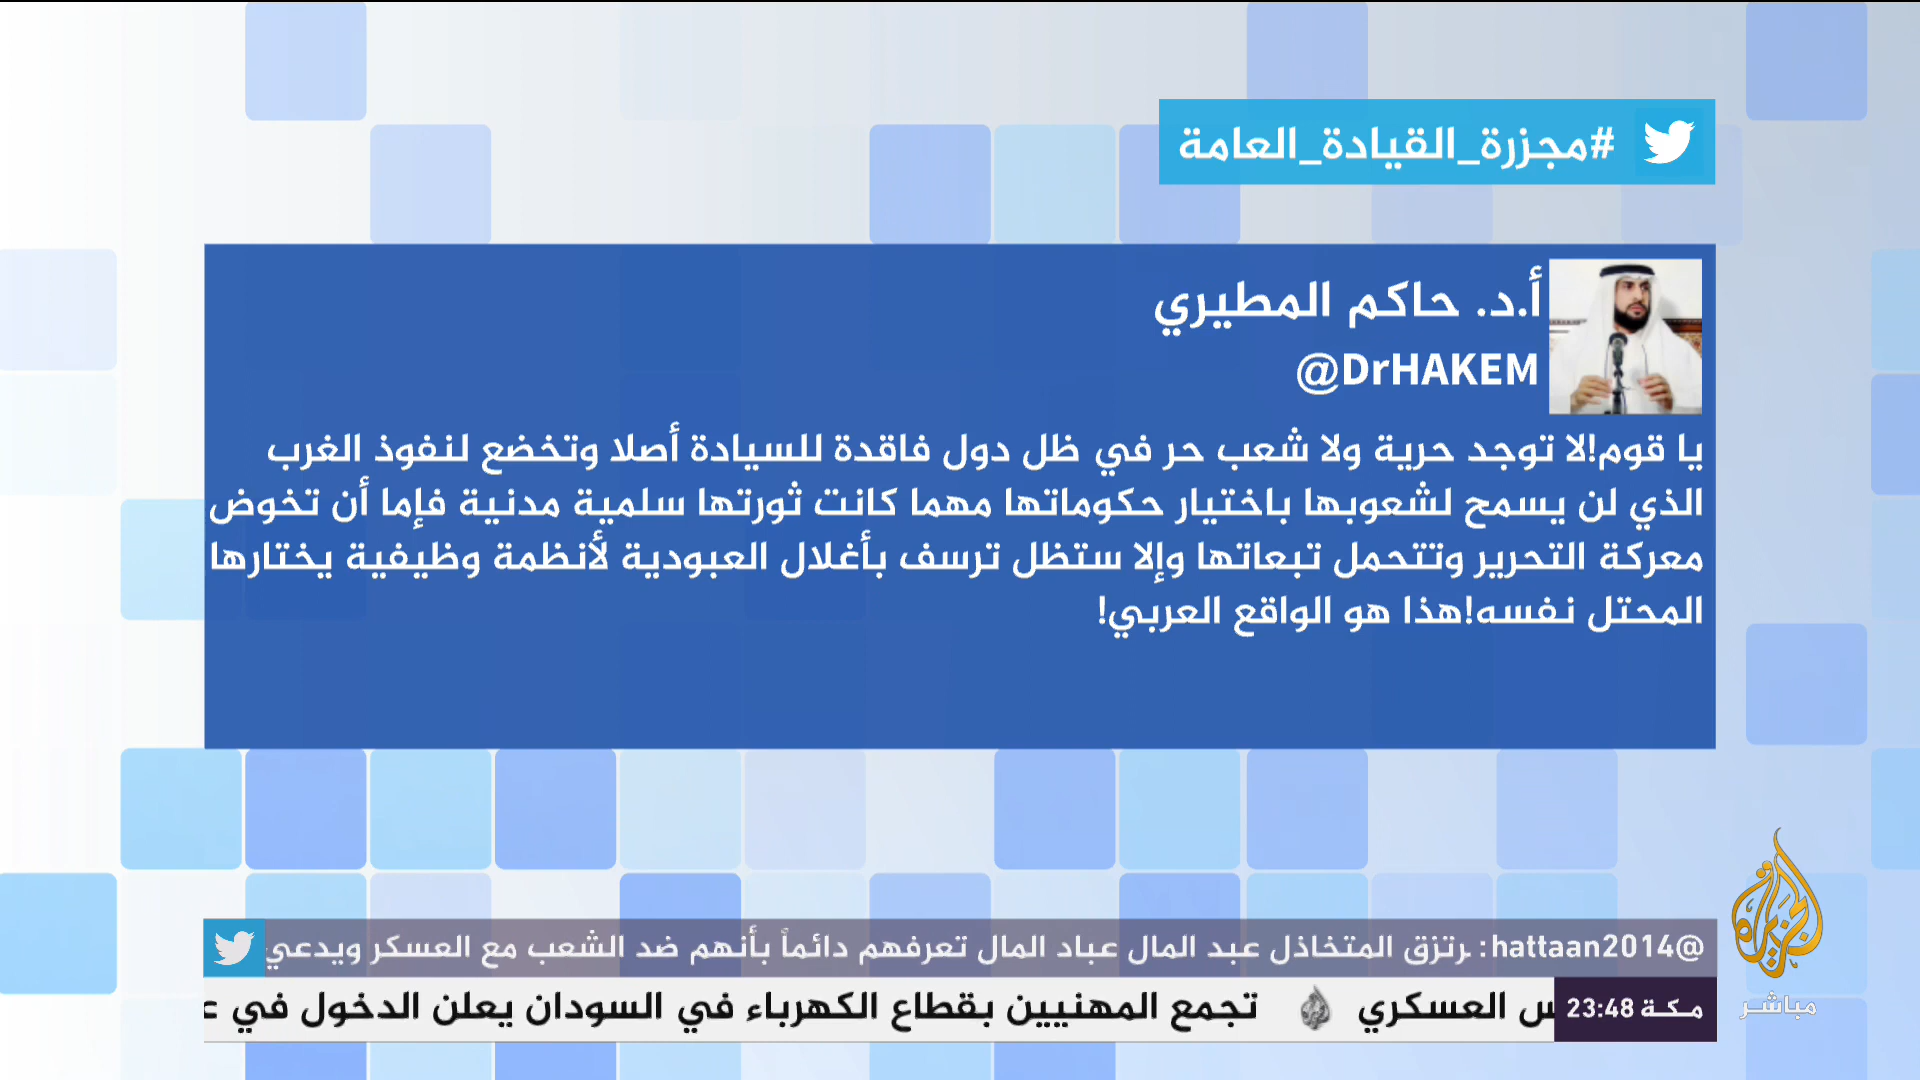 #مجزرة_القيادة_العامة
أ.د. حاكم المطيري
@DrHAKEM
يا قوم!لا توجد حرية ولا شعب حر في ظل دول فاقدة للسيادة أصلا وتخضع لنفوذ الغرب
الذي لن يسمح لشعوبها باختيار حكوماتها مهما كانت ثورتها سلمية مدنية فإما أن تخوض
معركة التحرير وتتحمل تبعاتها وإلا ستظل ترسف بأغلال العبودية لأنظمة وظيفية يختارها
المحتل نفسه!هذا هو الواقع العربي!
الجزيرة
مباشر
@hattaan2014 : رتزق المتخاذل عبد المال عباد المال تعرفهم دائماً بأنهم ضد الشعب مع العسكر ويدعي
مكة 23:48
س العسكري تجمع المهنيين بقطاع الكهرباء في السودان يعلن الدخول في ع